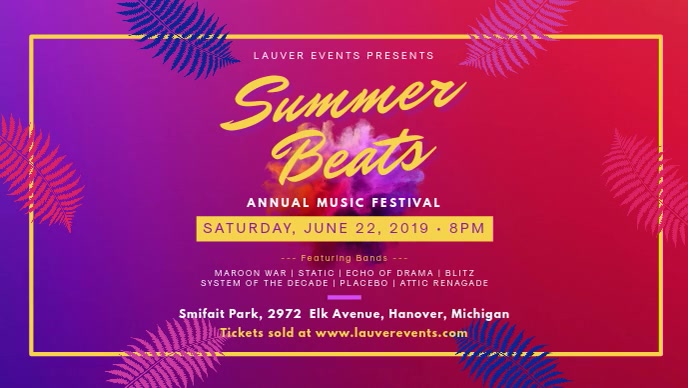 LAUVER EVENTS PRESENTS
Summer
Beats
ANNUAL MUSIC FESTIVAL
SATURDAY, JUNE 22, 2019 • 8PM
--- Featuring Bands ---
MAROON WAR | STATIC | ECHO OF DRAMA | BLITZ
SYSTEM OF THE DECADE | PLACEBO | ATTIC RENAGADE
Smifait Park, 2972 Elk Avenue, Hanover, Michigan
Tickets sold at www.lauverevents.com